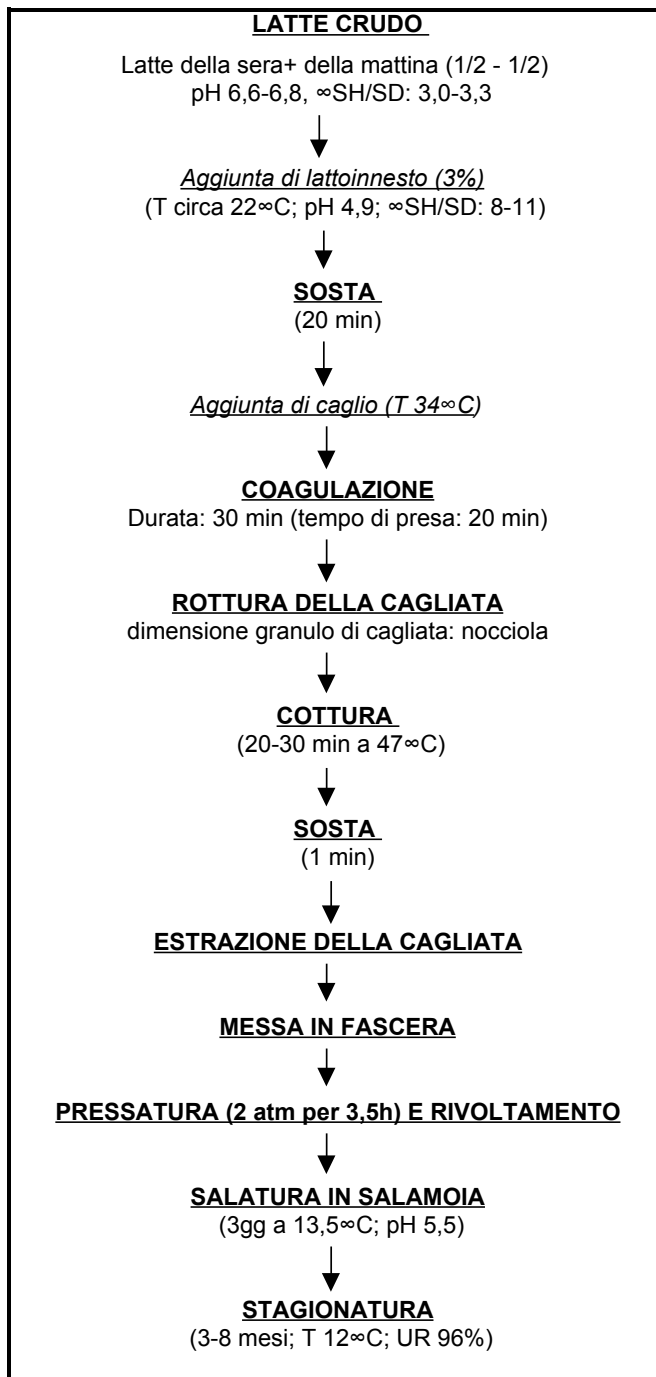 LATTE CRUDO
Latte della sera+ della mattina (1/2 - 1/2)
pH 6,6-6,8, ∞SH/SD: 3,0-3,3
Aggiunta di lattoinnesto (3%)
(T circa 22∞C; pH 4,9; ∞SH/SD: 8-11)
SOSTA
(20 min)
Aggiunta di caglio (T 34∞C)
COAGULAZIONE
Durata: 30 min (tempo di presa: 20 min)
ROTTURA DELLA CAGLIATA
dimensione granulo di cagliata: nocciola
COTTURA
(20-30 min a 47∞C)
SOSTA
(1 min)
ESTRAZIONE DELLA CAGLIATA
MESSA IN FASCERA
PRESSATURA (2 atm per 3,5h) E RIVOLTAMENTO
SALATURA IN SALAMOIA
(3gg a 13,5∞C; pH 5,5)
STAGIONATURA
(3-8 mesi; T 12∞C; UR 96%)